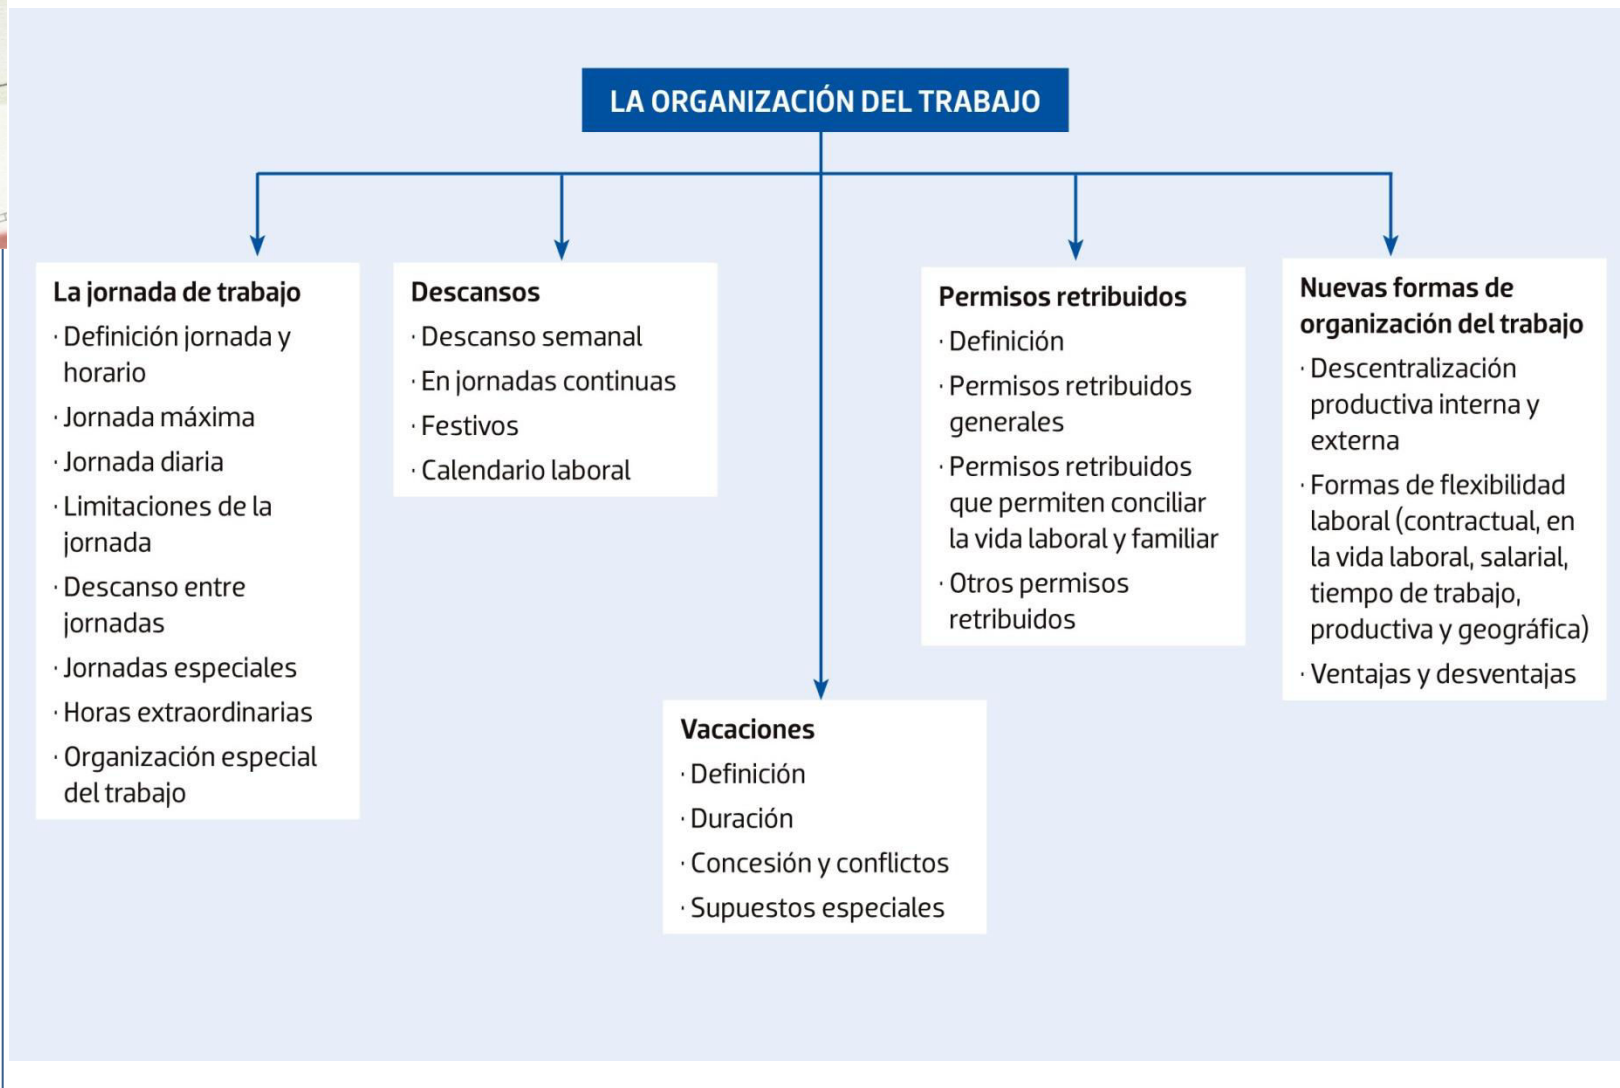 LA ORGANIZACIÓN DEL TRABAJO
La jornada de trabajo
· Definición jornada y
horario
· Jornada máxima
· Jornada diaria
· Limitaciones de la
jornada
· Descanso entre
jornadas
· Jornadas especiales
· Horas extraordinarias
· Organización especial
del trabajo
Descansos
· Descanso semanal
· En jornadas continuas
· Festivos
· Calendario laboral
Vacaciones
· Definición
· Duración
· Concesión y conflictos
· Supuestos especiales
Permisos retribuidos
· Definición
· Permisos retribuidos
generales
· Permisos retribuidos
que permiten conciliar
la vida laboral y familiar
· Otros permisos
retribuidos
Nuevas formas de
organización del trabajo
· Descentralización
productiva interna y
externa
· Formas de flexibilidad
laboral (contractual, en
la vida laboral, salarial,
tiempo de trabajo,
productiva y geográfica)
· Ventajas y desventajas